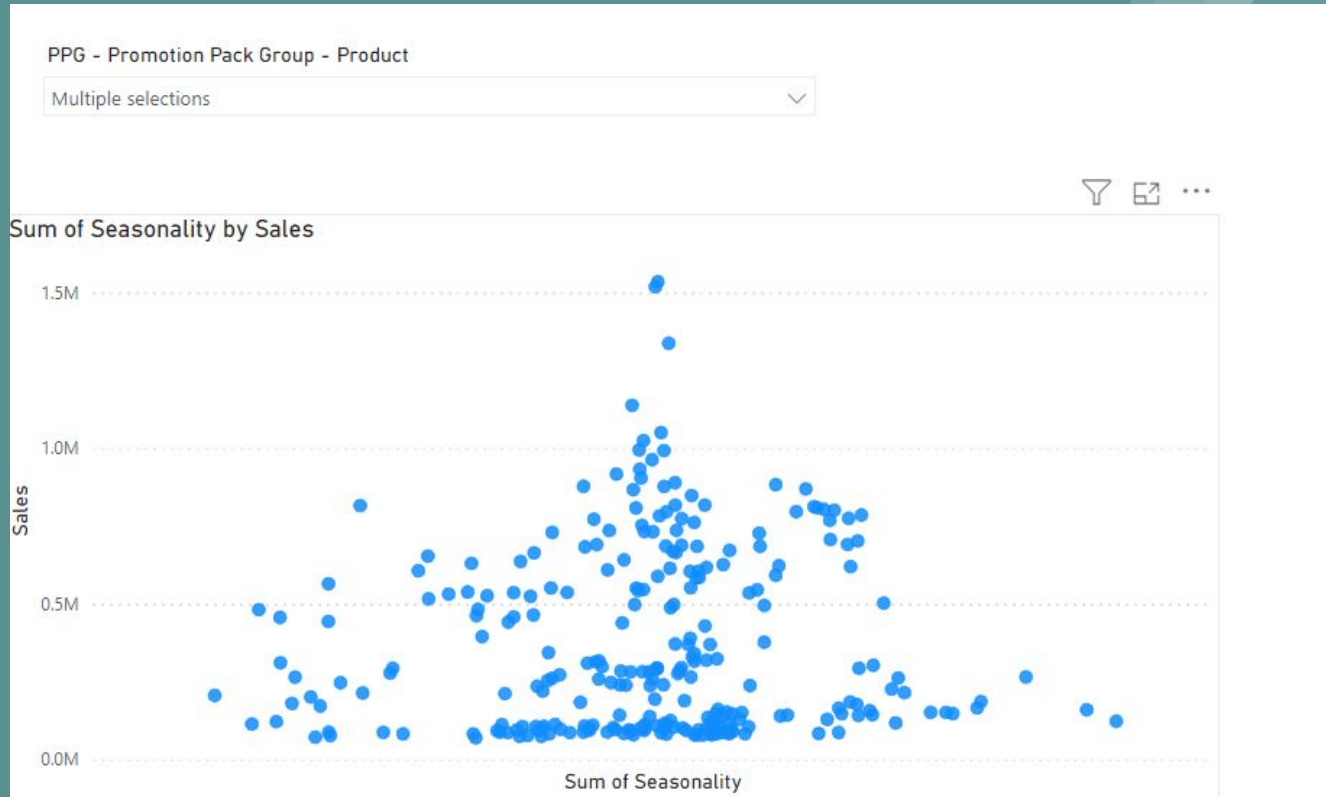 PPG - Promotion Pack Group - Product
Multiple selections
Sum of Seasonality by Sales
1.5M
1.0M
Sales
0.5M
0.0M
Sum of Seasonality